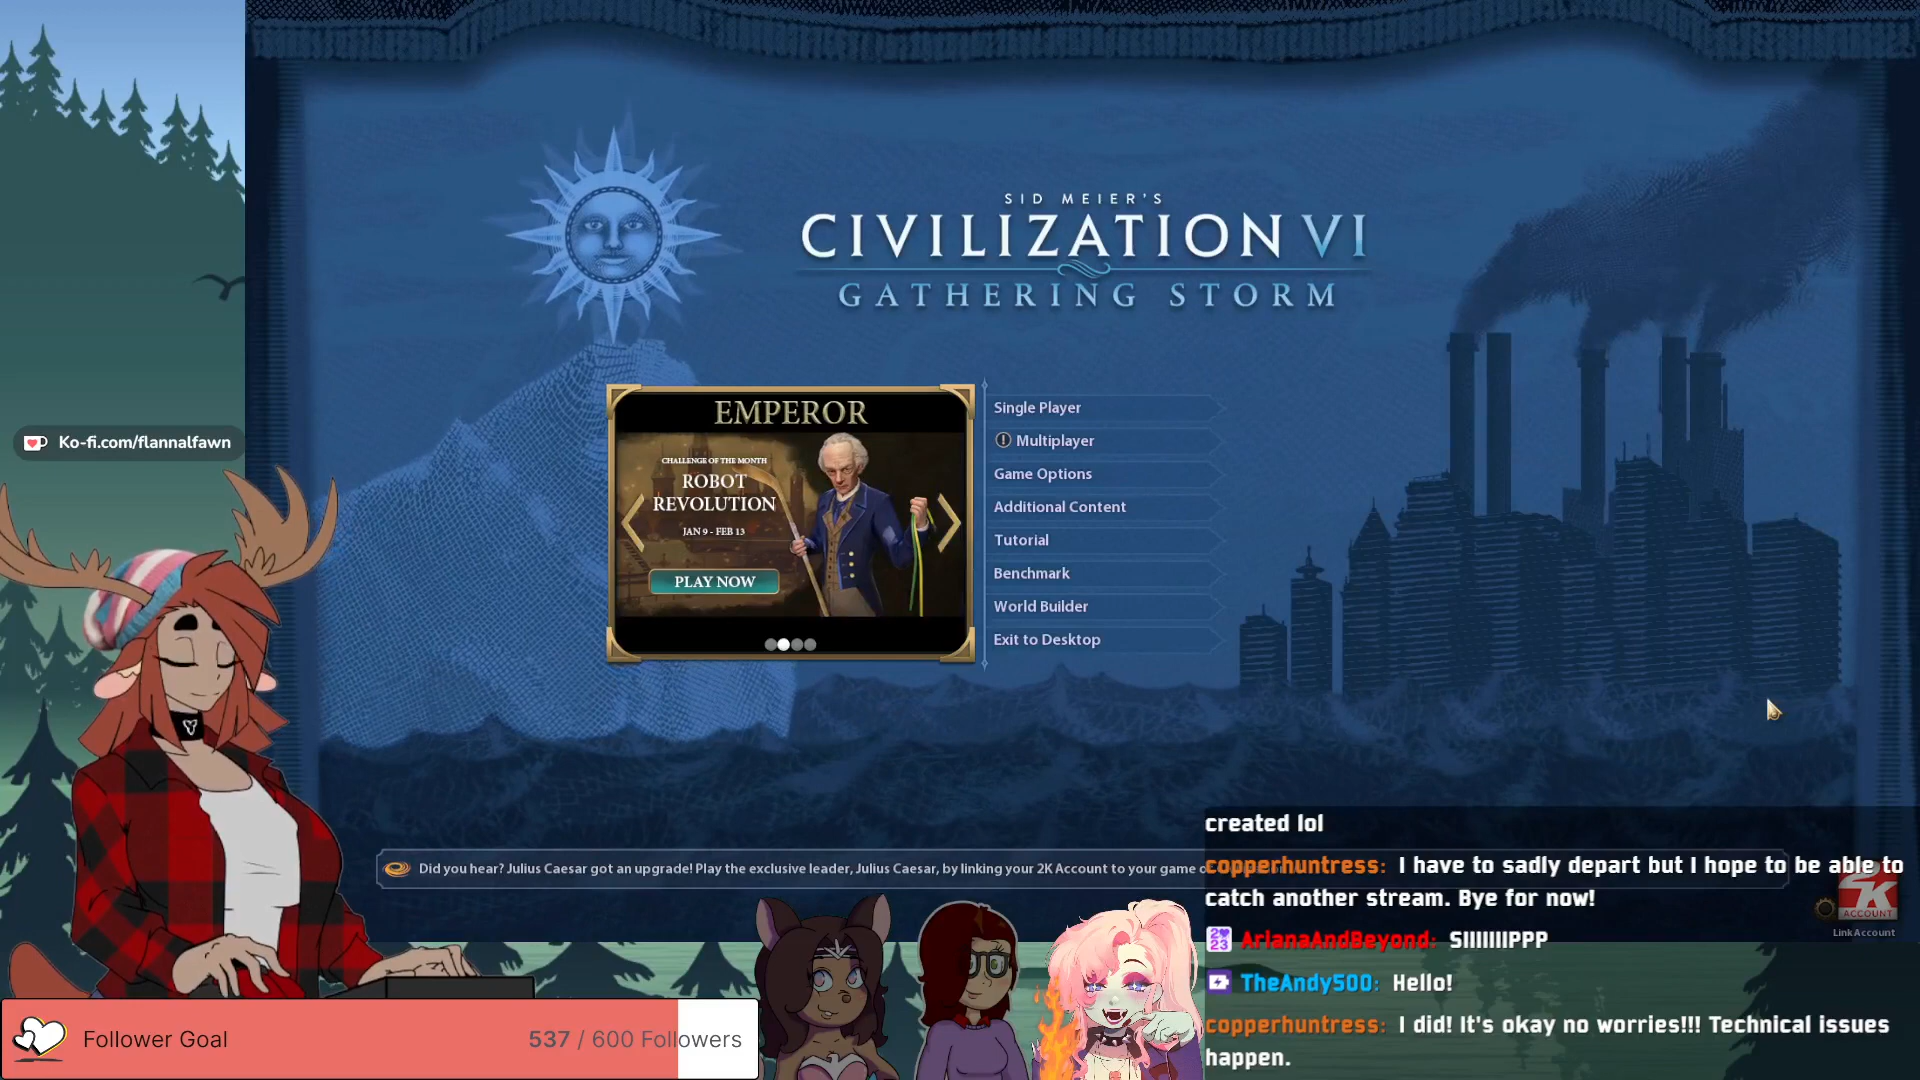 SID MEIER'S
CIVILIZATION VI
GATHERING STORM
EMPEROR
CHALLENGE OF THE MONTH
ROBOT
REVOLUTION
JAN 9 - FEB 13
PLAY NOW
Single Player
Multiplayer
Game Options
Additional Content
Tutorial
Benchmark
World Builder
Exit to Desktop
Ko-fi.com/flannalfawn
Did you hear? Julius Caesar got an upgrade! Play the exclusive leader, Julius Caesar, by linking your 2K Account to your game
created lol
copperhuntress: I have to sadly depart but I hope to be able to
catch another stream. Bye for now!
ArianaAndBeyond: SIIIIIIIPPP
TheAndy500: Hello!
copperhuntress: I did! It's okay no worries!!! Technical issues
happen.
2K
ACCOUNT
Link Account
Follower Goal
537 / 600 Followers